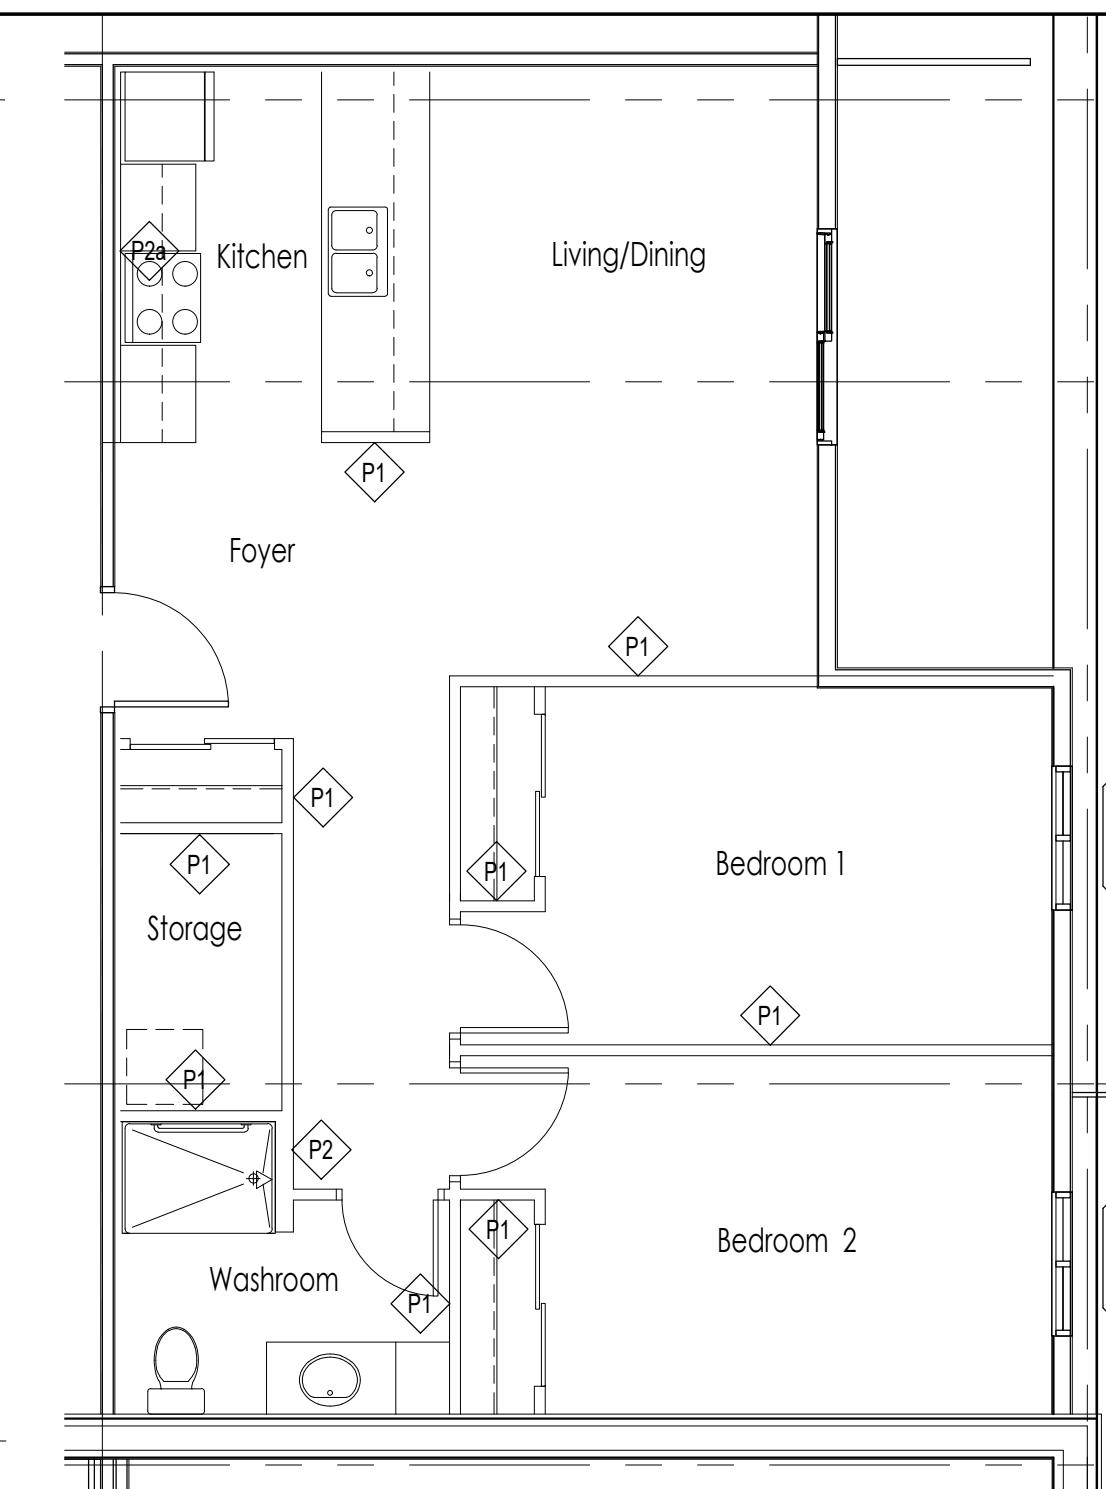 P2a
Kitchen
Living/Dining
P1
Foyer
P1
P1
P1
P1
Bedroom 1
Storage
P1
P1
P2
P1
Bedroom 2
Washroom
P1